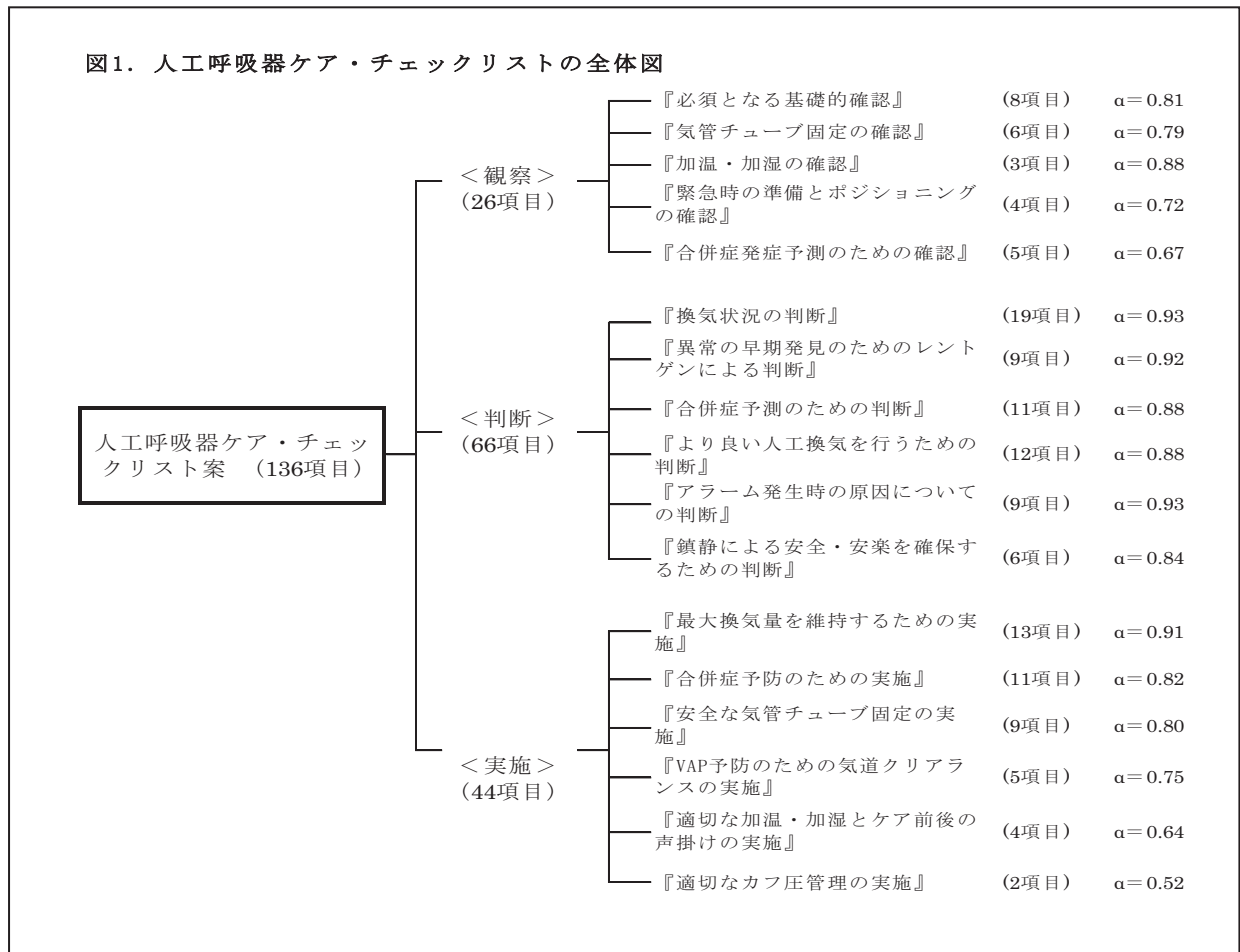 図1．人工呼吸器ケア・チェックリストの全体図
人工呼吸器ケア・チェッ
クリスト案　（136項目）
＜観察＞
（26項目）
『必須となる基礎的確認』　（8項目）　α＝0.81
『気管チューブ固定の確認』　（6項目）　α＝0.79
『加温・加湿の確認』　（3項目）　α＝0.88
『緊急時の準備とポジショニング
の確認』　（4項目）　α＝0.72
『合併症発症予測のための確認』　（5項目）　α＝0.67
＜判断＞
（66項目）
『換気状況の判断』　（19項目）　α＝0.93
『異常の早期発見のためのレント
ゲンによる判断』　（9項目）　α＝0.92
『合併症予測のための判断』　（11項目）　α＝0.88
『より良い人工換気を行うための
判断』　（12項目）　α＝0.88
『アラーム発生時の原因について
の判断』　（9項目）　α＝0.93
『鎮静による安全・安楽を確保す
るための判断』　（6項目）　α＝0.84
＜実施＞
（44項目）
『最大換気量を維持するための実
施』　（13項目）　α＝0.91
『合併症予防のための実施』　（11項目）　α＝0.82
『安全な気管チューブ固定の実
施』　（9項目）　α＝0.80
『VAP予防のための気道クリアラ
ンスの実施』　（5項目）　α＝0.75
『適切な加温・加湿とケア前後の
声掛けの実施』　（4項目）　α＝0.64
『適切なカフ圧管理の実施』　（2項目）　α＝0.52